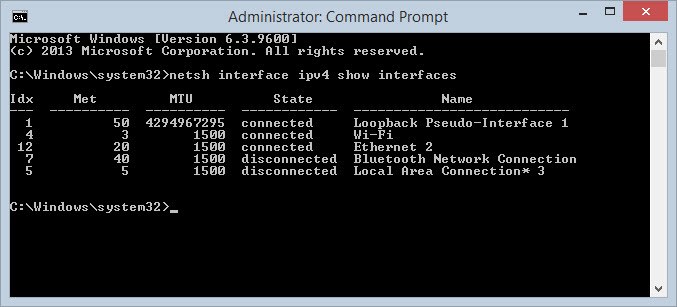 Administrator: Command Prompt
Microsoft Windows [Version 6.3.9600]
(c) 2013 Microsoft Corporation. All rights reserved.
C:\Windows\system32>netsh interface ipv4 show interfaces
Idx     Met         MTU          State                Name
---  ----------  ----------  ------------  ---------------------------
  1          50  4294967295  connected     Loopback Pseudo-Interface 1
  4           3        1500  connected     Wi-Fi
 12          20        1500  connected     Ethernet 2
  7          40        1500  disconnected  Bluetooth Network Connection
  5           5        1500  disconnected  Local Area Connection* 3
C:\Windows\system32>_